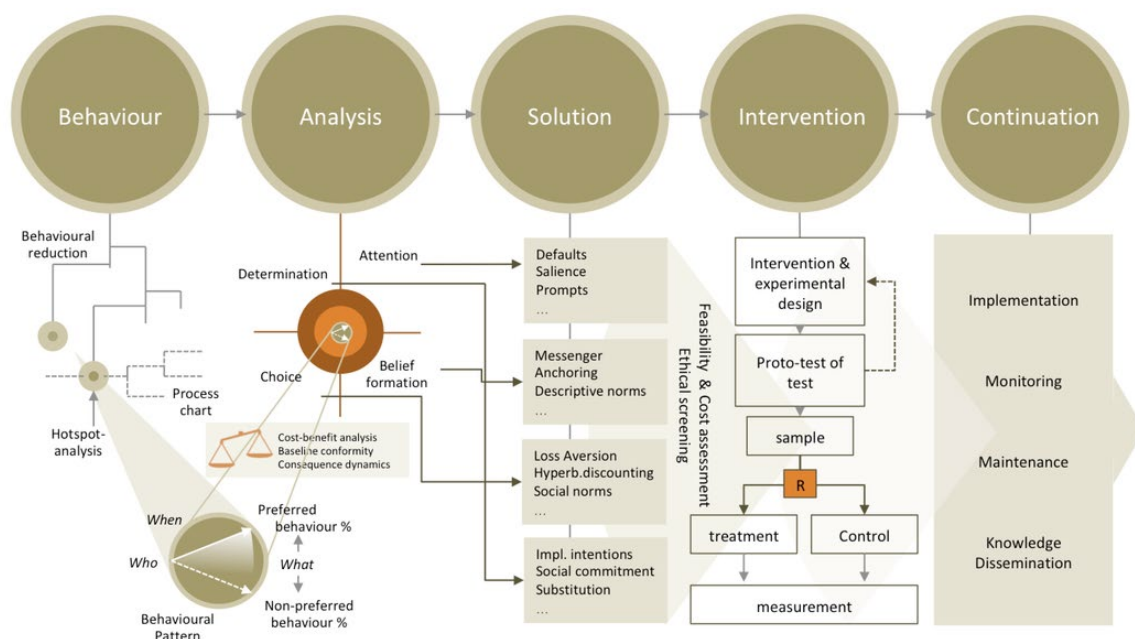 Behaviour
Analysis
Solution
Intervention
Continuation
Behavioural
reduction
Process
chart
Hotspot-
analysis
When
Who
Preferred
behaviour %
What
Non-preferred
behaviour %
Behavioural
Pattern
Attention
Determination
Choice
Belief
formation
Cost-benefit analysis
Baseline conformity
Consequence dynamics
Defaults
Salience
Prompts
...
Messenger
Anchoring
Descriptive norms
...
Loss Aversion
Hyperb.discounting
Social norms
...
Impl. intentions
Social commitment
Substitution
...
Feasibility & Cost assessment
Ethical screening
Intervention &
experimental
design
Proto-test of
test
sample
R
treatment
Control
measurement
Implementation
Monitoring
Maintenance
Knowledge
Dissemination